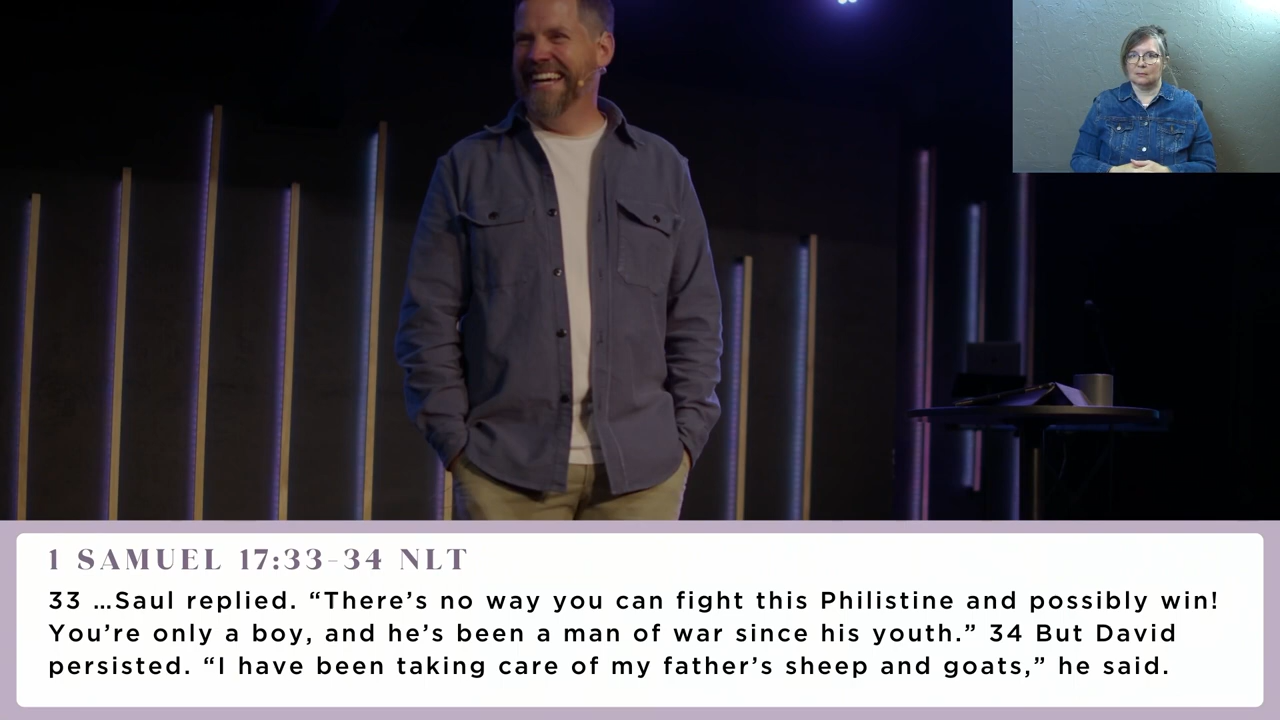 1 SAMUEL 17:33-34 NLT
33 …Saul replied. “There’s no way you can fight this Philistine and possibly win!
You’re only a boy, and he’s been a man of war since his youth.” 34 But David
persisted. “I have been taking care of my father’s sheep and goats,” he said.